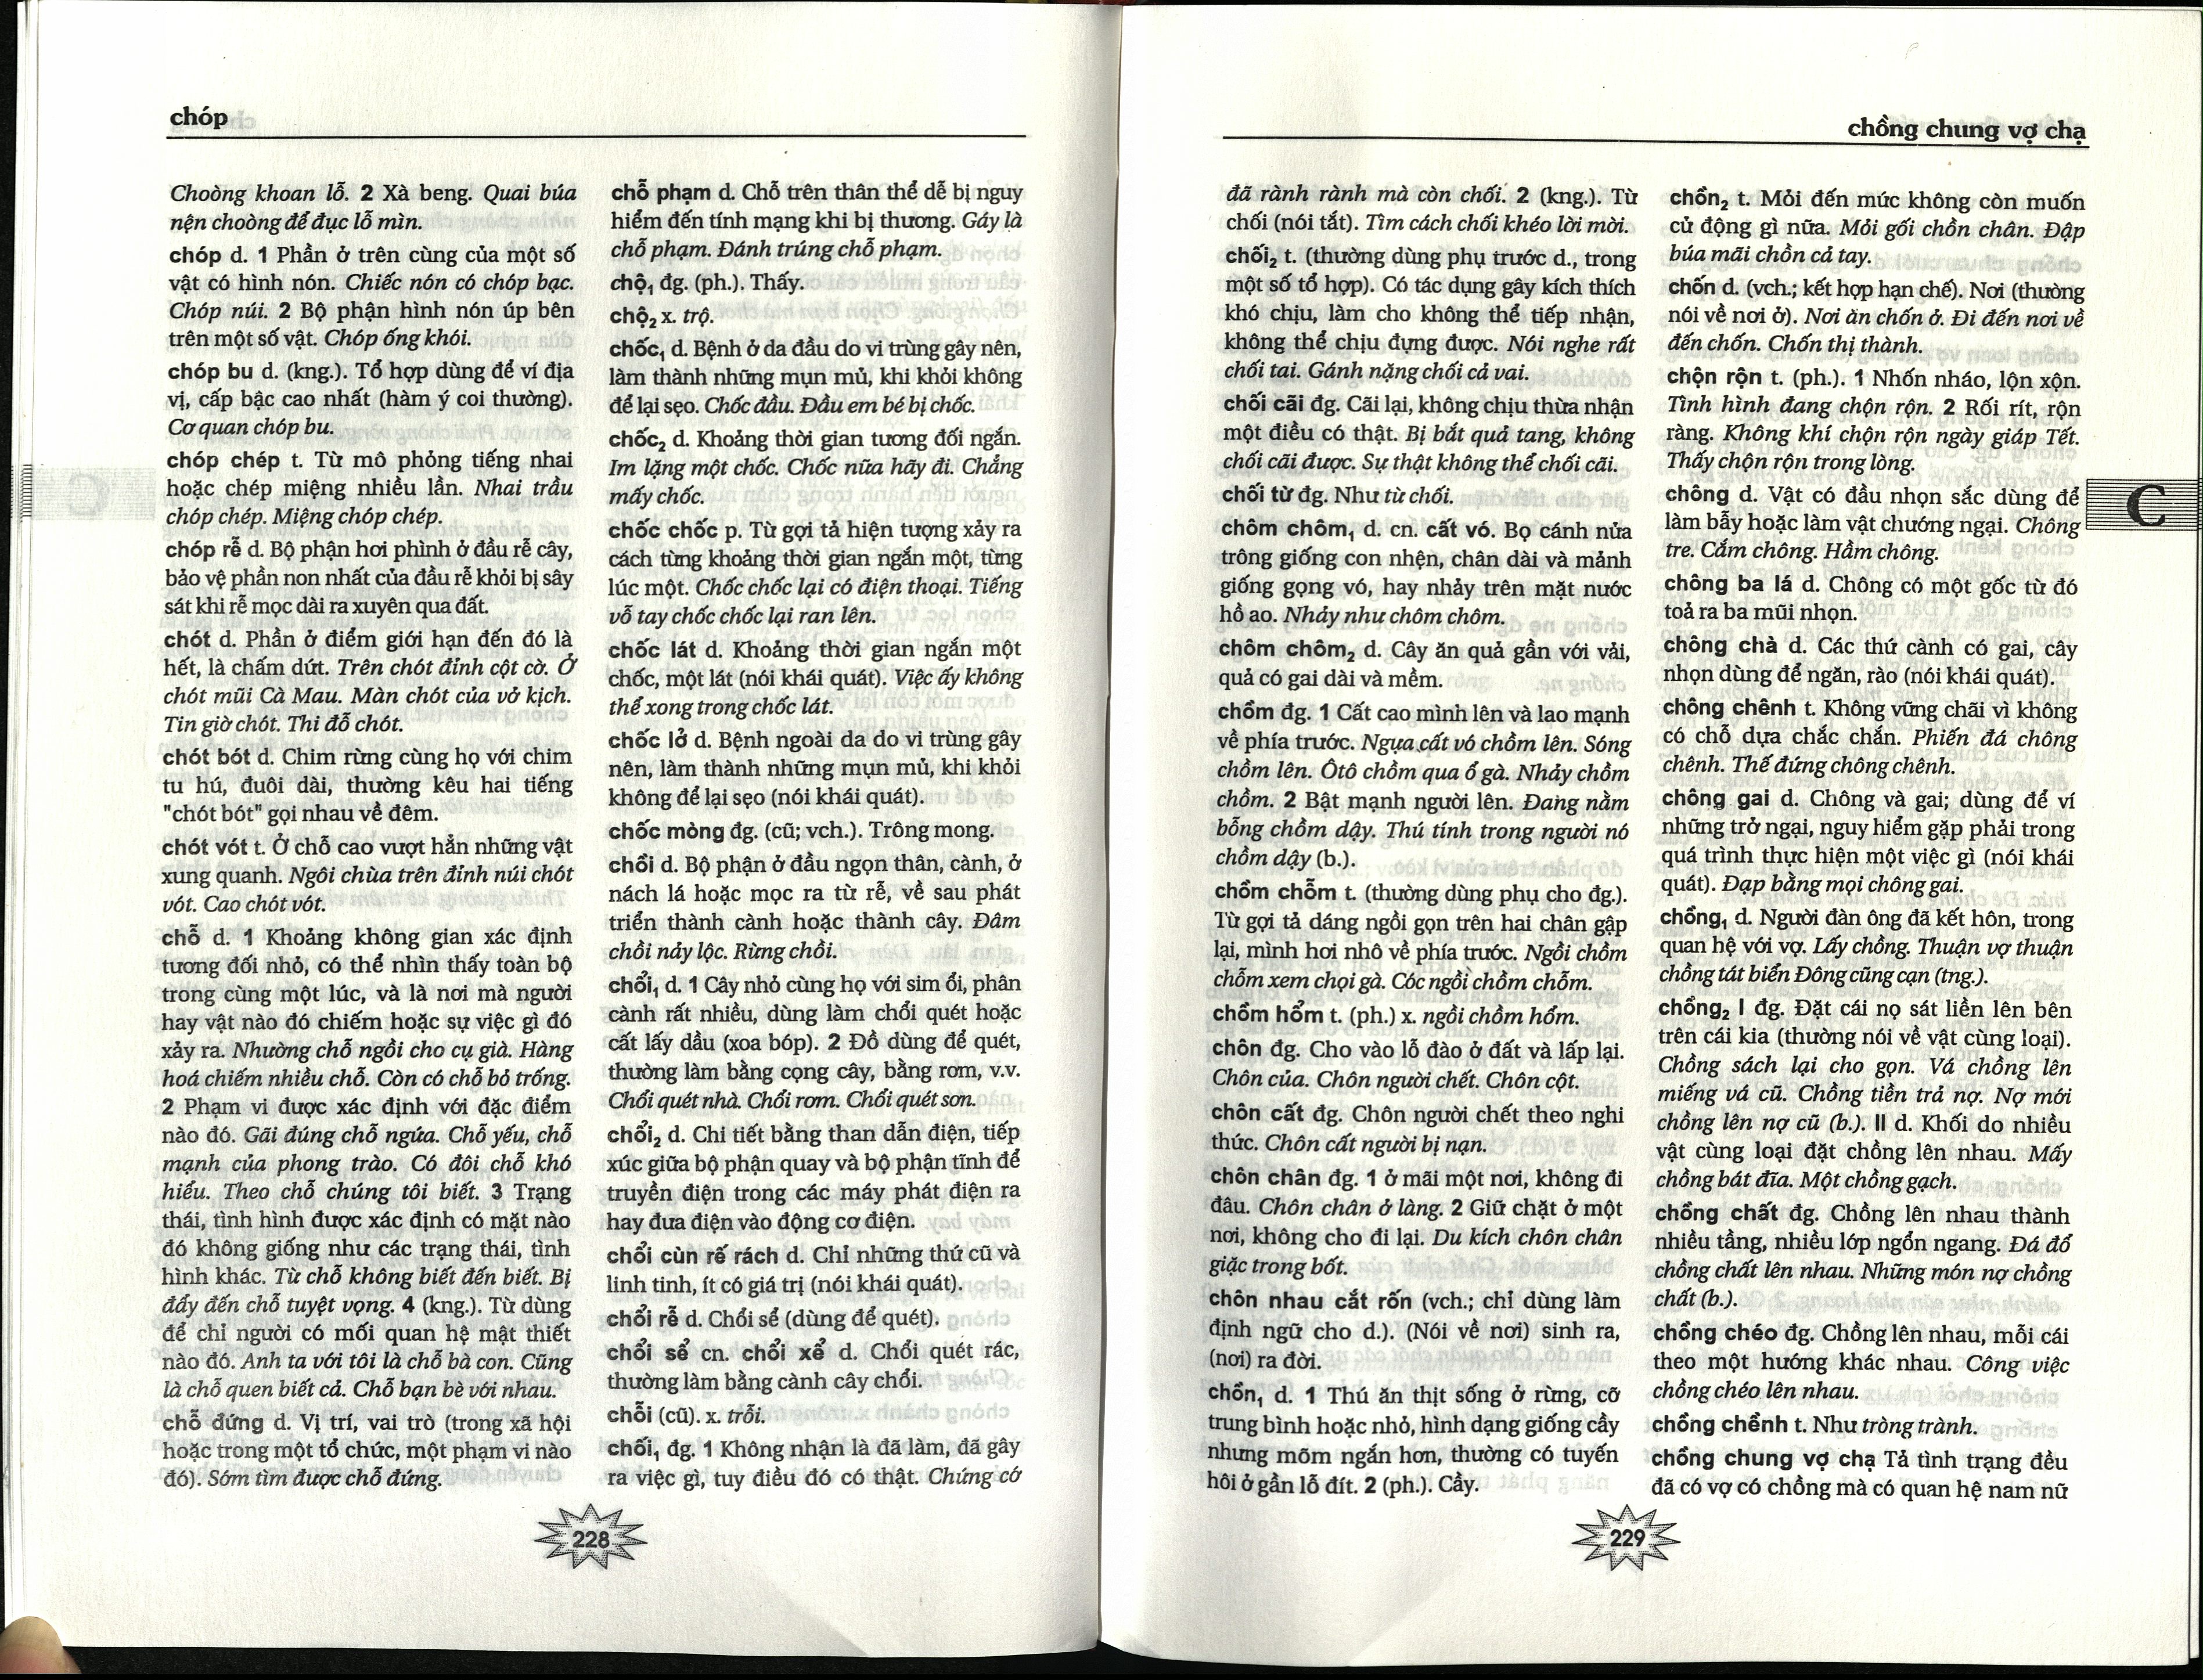 chóp
Choòng khoan lỗ. 2 Xà beng. Quai búa
nện choòng để đục lỗ mìn.
chóp d. 1 Phần ở trên cùng của một số
vật có hình nón. Chiếc nón có chóp bạc.
Chóp núi. 2 Bộ phận hình nón úp bên
trên một số vật. Chóp ống khói.
chóp bu d. (kng.). Tổ hợp dùng để ví địa
vị, cấp bậc cao nhất (hàm ý coi thường).
Cơ quan chóp bu.
chóp chép t. Từ mô phỏng tiếng nhai
hoặc chép miệng nhiều lần. Nhai trầu
chóp chép. Miệng chóp chép.
chóp rễ d. Bộ phận hơi phình ở đầu rễ cây,
bảo vệ phần non nhất của đầu rễ khỏi bị sây
sát khi rễ mọc dài ra xuyên qua đất.
chót d. Phần ở điểm giới hạn đến đó là
hết, là chấm dứt. Trên chót đỉnh cột cờ. Ở
chót mũi Cà Mau. Màn chót của vở kịch.
Tin giờ chót. Thi đỗ chót.
chót bót d. Chim rừng cùng họ với chim
tu hú, đuôi dài, thường kêu hai tiếng
"chót bót" gọi nhau về đêm.
chót vót t. Ở chỗ cao vượt hẳn những vật
xung quanh. Ngôi chùa trên đỉnh núi chót
vót. Cao chót vót.
chỗ d. 1 Khoảng không gian xác định
tương đối nhỏ, có thể nhìn thấy toàn bộ
trong cùng một lúc, và là nơi mà người
hay vật nào đó chiếm hoặc sự việc gì đó
xảy ra. Nhường chỗ ngồi cho cụ già. Hàng
hoá chiếm nhiều chỗ. Còn có chỗ bỏ trống.
2 Phạm vi được xác định với đặc điểm
nào đó. Gãi đúng chỗ ngứa. Chỗ yếu, chỗ
mạnh của phong trào. Có đôi chỗ khó
hiểu. Theo chỗ chúng tôi biết. 3 Trạng
thái, tình hình được xác định có mặt nào
đó không giống như các trạng thái, tình
hình khác. Từ chỗ không biết đến biết. Bị
đẩy đến chỗ tuyệt vọng. 4 (kng.). Từ dùng
để chỉ người có mối quan hệ mật thiết
nào đó. Anh ta với tôi là chỗ bà con. Cũng
là chỗ quen biết cả. Chỗ bạn bè với nhau.
chỗ đứng d. Vị trí, vai trò (trong xã hội
hoặc trong một tổ chức, một phạm vi nào
đó). Sớm tìm được chỗ đứng.
chỗ phạm d. Chỗ trên thân thể dễ bị nguy
hiểm đến tính mạng khi bị thương. Gáy là
chỗ phạm. Đánh trúng chỗ phạm.
chộ₁ đg. (ph.). Thấy.
chộ₂ x. trộ.
chốc₁ d. Bệnh ở da đầu do vi trùng gây nên,
làm thành những mụn mủ, khi khỏi không
để lại sẹo. Chốc đầu. Đầu em bé bị chốc.
chốc₂ d. Khoảng thời gian tương đối ngắn.
Im lặng một chốc. Chốc nữa hãy đi. Chẳng
mấy chốc.
chốc chốc p. Từ gợi tả hiện tượng xảy ra
cách từng khoảng thời gian ngắn một, từng
lúc một. Chốc chốc lại có điện thoại. Tiếng
vỗ tay chốc chốc lại ran lên.
chốc lát d. Khoảng thời gian ngắn một
chốc, một lát (nói khái quát). Việc ấy không
thể xong trong chốc lát.
chốc lở d. Bệnh ngoài da do vi trùng gây
nên, làm thành những mụn mủ, khi khỏi
không để lại sẹo (nói khái quát).
chốc mòng đg. (cũ; vch.). Trông mong.
chồi d. Bộ phận ở đầu ngọn thân, cành, ở
nách lá hoặc mọc ra từ rễ, về sau phát
triển thành cành hoặc thành cây. Đâm
chồi nảy lộc. Rừng chồi.
chổi₁ d. 1 Cây nhỏ cùng họ với sim ổi, phân
cành rất nhiều, dùng làm chổi quét hoặc
cất lấy dầu (xoa bóp). 2 Đồ dùng để quét,
thường làm bằng cọng cây, bằng rơm, v.v.
Chổi quét nhà. Chổi rơm. Chổi quét sơn.
chổi₂ d. Chi tiết bằng than dẫn điện, tiếp
xúc giữa bộ phận quay và bộ phận tĩnh để
truyền điện trong các máy phát điện ra
hay đưa điện vào động cơ điện.
chổi cùn rế rách d. Chỉ những thứ cũ và
linh tinh, ít có giá trị (nói khái quát).
chổi rễ d. Chổi sể (dùng để quét).
chổi sể cn. chổi xể d. Chổi quét rác,
thường làm bằng cành cây chổi.
chỗi (cũ). x. trỗi.
chối₁ đg. 1 Không nhận là đã làm, đã gây
ra việc gì, tuy điều đó có thật. Chứng cớ
228
chồng chung vợ chạ
đã rành rành mà còn chối. 2 (kng.). Từ
chối (nói tắt). Tìm cách chối khéo lời mời.
chối₂ t. (thường dùng phụ trước d., trong
một số tổ hợp). Có tác dụng gây kích thích
khó chịu, làm cho không thể tiếp nhận,
không thể chịu đựng được. Nói nghe rất
chối tai. Gánh nặng chối cả vai.
chối cãi đg. Cãi lại, không chịu thừa nhận
một điều có thật. Bị bắt quả tang, không
chối cãi được. Sự thật không thể chối cãi.
chối từ đg. Như từ chối.
chôm chôm₁ d. cn. cất vó. Bọ cánh nửa
trông giống con nhện, chân dài và mảnh
giống gọng vó, hay nhảy trên mặt nước
hồ ao. Nhảy như chôm chôm.
chôm chôm₂ d. Cây ăn quả gần với vải,
quả có gai dài và mềm.
chồm đg. 1 Cất cao mình lên và lao mạnh
về phía trước. Ngựa cất vó chồm lên. Sóng
chồm lên. Ôtô chồm qua ổ gà. Nhảy chồm
chồm. 2 Bật mạnh người lên. Đang nằm
bỗng chồm dậy. Thú tính trong người nó
chồm dậy (b.).
chồm chỗm t. (thường dùng phụ cho đg.).
Từ gợi tả dáng ngồi gọn trên hai chân gập
lại, mình hơi nhô về phía trước. Ngồi chồm
chỗm xem chọi gà. Cóc ngồi chồm chỗm.
chồm hổm t. (ph.) x. ngồi chồm hổm.
chôn đg. Cho vào lỗ đào ở đất và lấp lại.
Chôn của. Chôn người chết. Chôn cột.
chôn cất đg. Chôn người chết theo nghi
thức. Chôn cất người bị nạn.
chôn chân đg. 1 ở mãi một nơi, không đi
đâu. Chôn chân ở làng. 2 Giữ chặt ở một
nơi, không cho đi lại. Du kích chôn chân
giặc trong bốt.
chôn nhau cắt rốn (vch.; chỉ dùng làm
định ngữ cho d.). (Nói về nơi) sinh ra,
(nơi) ra đời.
chồn₁ d. 1 Thú ăn thịt sống ở rừng, cỡ
trung bình hoặc nhỏ, hình dạng giống cầy
nhưng mõm ngắn hơn, thường có tuyến
hôi ở gần lỗ đít. 2 (ph.). Cầy.
chồn₂ t. Mỏi đến mức không còn muốn
cử động gì nữa. Mỏi gối chồn chân. Đập
búa mãi chồn cả tay.
chốn d. (vch.; kết hợp hạn chế). Nơi (thường
nói về nơi ở). Nơi ăn chốn ở. Đi đến nơi về
đến chốn. Chốn thị thành.
chộn rộn t. (ph.). 1 Nhốn nháo, lộn xộn.
Tình hình đang chộn rộn. 2 Rối rít, rộn
ràng. Không khí chộn rộn ngày giáp Tết.
Thấy chộn rộn trong lòng.
chông d. Vật có đầu nhọn sắc dùng để
làm bẫy hoặc làm vật chướng ngại. Chông
tre. Cắm chông. Hầm chông.
chông ba lá d. Chông có một gốc từ đó
toả ra ba mũi nhọn.
chông chà d. Các thứ cành có gai, cây
nhọn dùng để ngăn, rào (nói khái quát).
chông chênh t. Không vững chãi vì không
có chỗ dựa chắc chắn. Phiến đá chông
chênh. Thế đứng chông chênh.
chông gai d. Chông và gai; dùng để ví
những trở ngại, nguy hiểm gặp phải trong
quá trình thực hiện một việc gì (nói khái
quát). Đạp bằng mọi chông gai.
chồng₁ d. Người đàn ông đã kết hôn, trong
quan hệ với vợ. Lấy chồng. Thuận vợ thuận
chồng tát biển Đông cũng cạn (tng.).
chồng₂ I đg. Đặt cái nọ sát liền lên bên
trên cái kia (thường nói về vật cùng loại).
Chồng sách lại cho gọn. Vá chồng lên
miếng vá cũ. Chồng tiền trả nợ. Nợ mới
chồng lên nợ cũ (b.). II d. Khối do nhiều
vật cùng loại đặt chồng lên nhau. Mấy
chồng bát đĩa. Một chồng gạch.
chồng chất đg. Chồng lên nhau thành
nhiều tầng, nhiều lớp ngổn ngang. Đá đổ
chồng chất lên nhau. Những món nợ chồng
chất (b.).
chồng chéo đg. Chồng lên nhau, mỗi cái
theo một hướng khác nhau. Công việc
chồng chéo lên nhau.
chồng chềnh t. Như tròng trành.
chồng chung vợ chạ Tả tình trạng đều
đã có vợ có chồng mà có quan hệ nam nữ
C
229